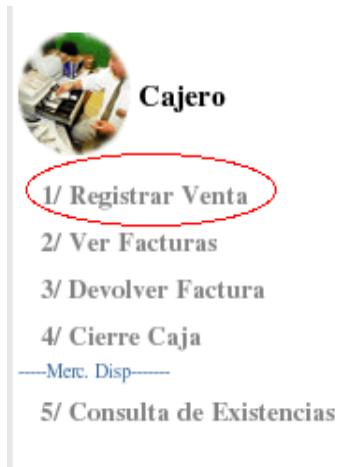 Cajero
1/ Registrar Venta
2/ Ver Facturas
3/ Devolver Factura
4/ Cierre Caja
-----Merc. Disp-------
5/ Consulta de Existencias